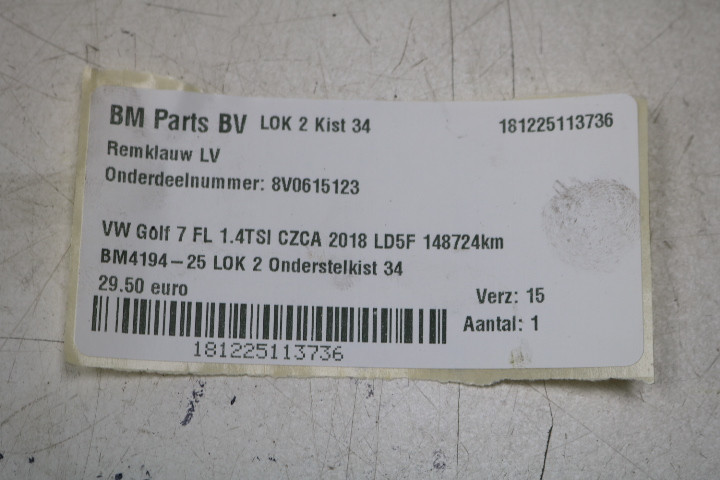 BM Parts BV LOK 2 Kist 34 181225113736
Remklauw LV
Onderdeelnummer: 8V0615123
VW Golf 7 FL 1.4TSI CZCA 2018 LD5F 148724km
BM4194-25 LOK 2 Onderstelkist 34
29.50 euro
Verz: 15
Aantal: 1
181225113736